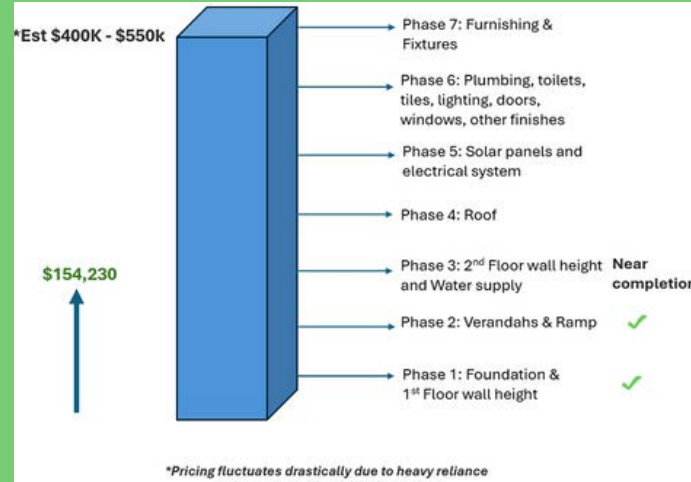 *Est $400K - $550k
Phase 7: Furnishing &
Fixtures
Phase 6: Plumbing, toilets,
tiles, lighting, doors,
windows, other finishes
Phase 5: Solar panels and
electrical system
Phase 4: Roof
$154,230
Phase 3: 2nd Floor wall height
and Water supply
Near
completion
Phase 2: Verandahs & Ramp
Phase 1: Foundation &
1st Floor wall height
*Pricing fluctuates drastically due to heavy reliance